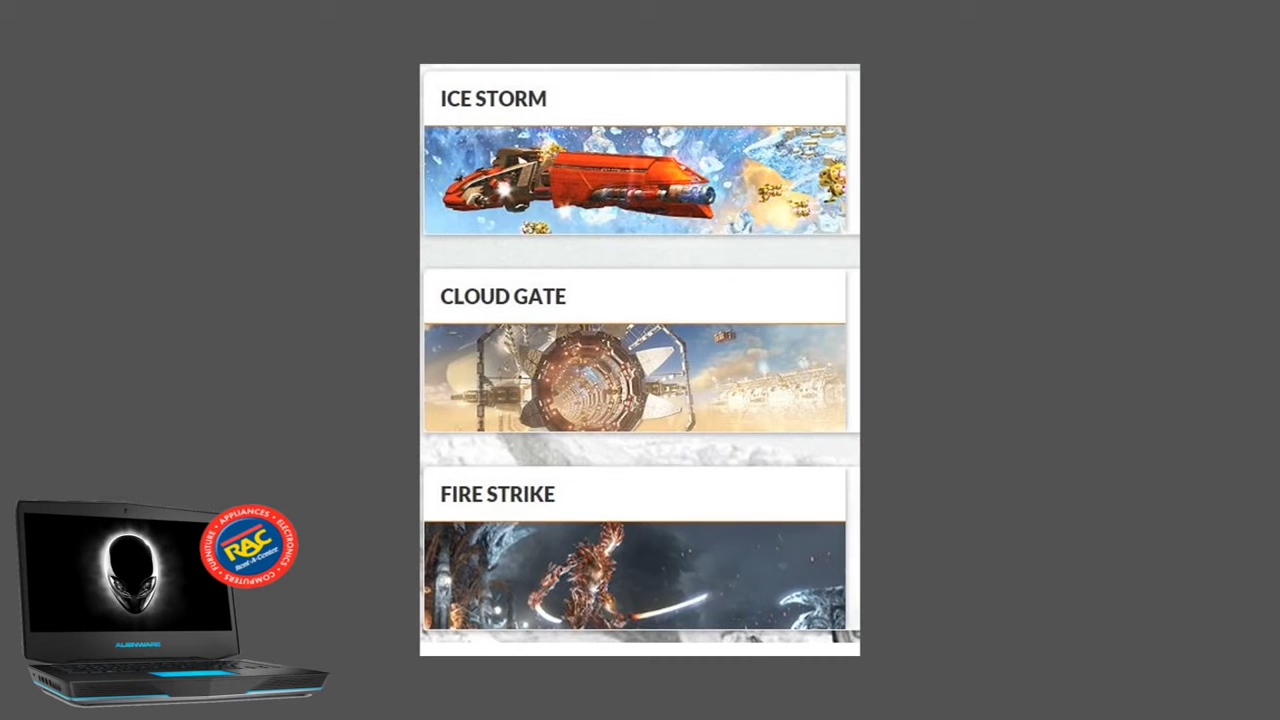 ICE STORM
CLOUD GATE
FIRE STRIKE
FURNITURE • APPLIANCES • ELECTRONICS • COMPUTERS •
RAC
Rent-A-Center
ALIENWARE